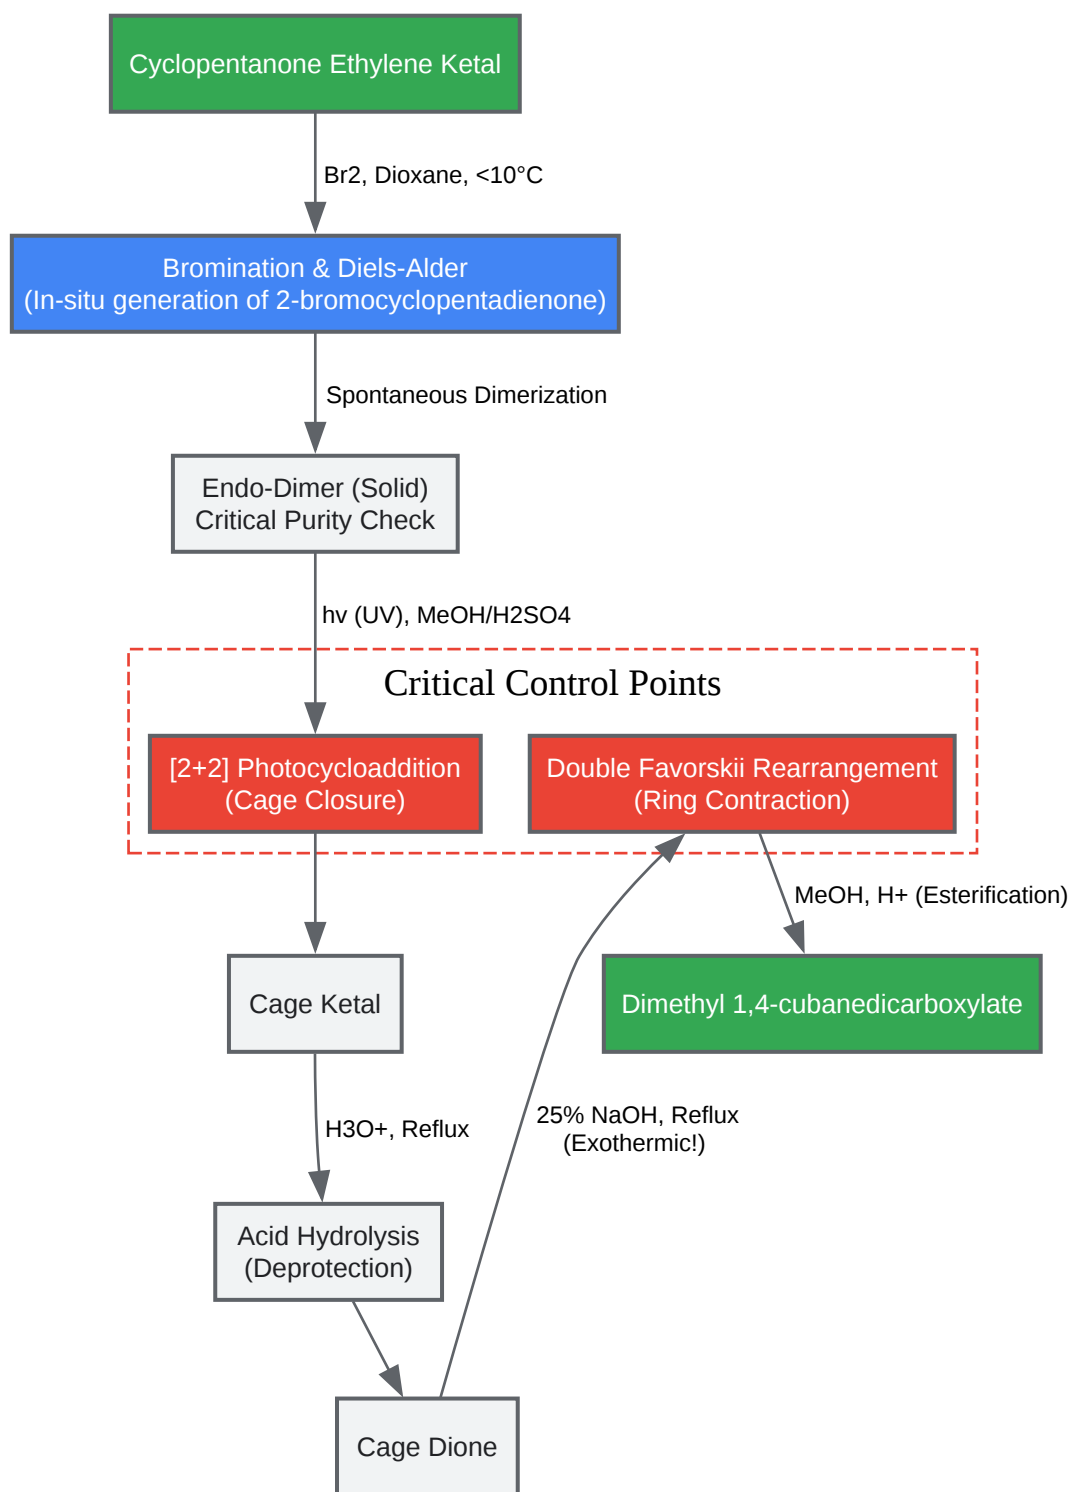 Cyclopentanone Ethylene Ketal
Br2, Dioxane, <10°C
Bromination & Diels-Alder
(In-situ generation of 2-bromocyclopentadienone)
Spontaneous Dimerization
Endo-Dimer (Solid)
Critical Purity Check
hv (UV), MeOH/H2SO4
Critical Control Points
[2+2] Photocycloaddition
(Cage Closure)
Double Favorskii Rearrangement
(Ring Contraction)
MeOH, H+ (Esterification)
Cage Ketal
Dimethyl 1,4-cubanedicarboxylate
H3O+, Reflux
25% NaOH, Reflux
(Exothermic!)
Acid Hydrolysis
(Deprotection)
Cage Dione